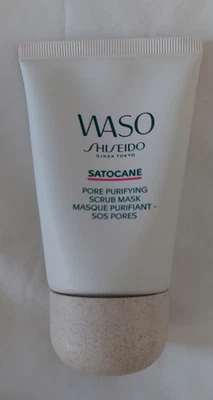 WASO
SHISEIDO
GINZA TOKYO
SATOCANE
PORE PURIFYING
SCRUB MASK
MASQUE PURIFIANT -
SOS PORES